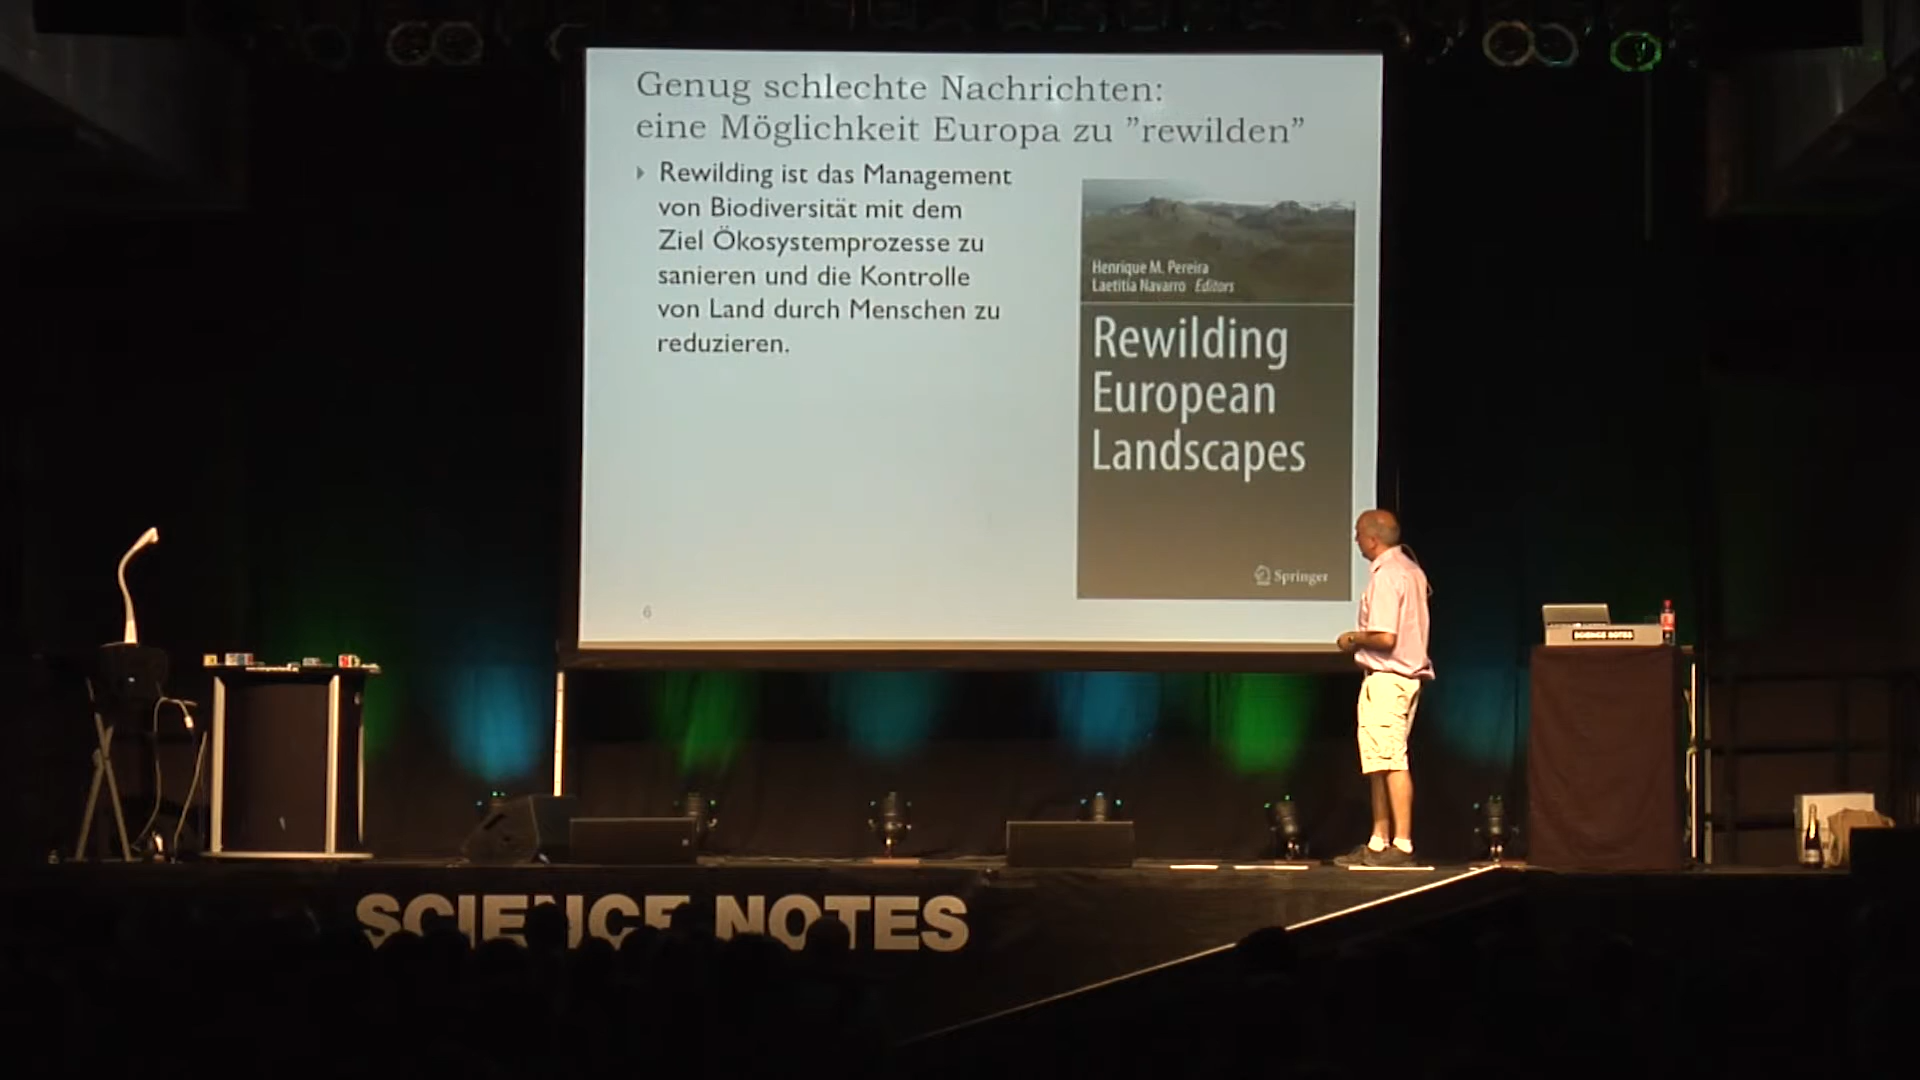 Genug schlechte Nachrichten:
eine Möglichkeit Europa zu ”rewilden”
Rewilding ist das Management
von Biodiversität mit dem
Ziel Ökosystemprozesse zu
sanieren und die Kontrolle
von Land durch Menschen zu
reduzieren.
Henrique M. Pereira
Laetitia Navarro Editors
Rewilding
European
Landscapes
Springer
6
SCIENCE NOTES
SCIENCE NOTES